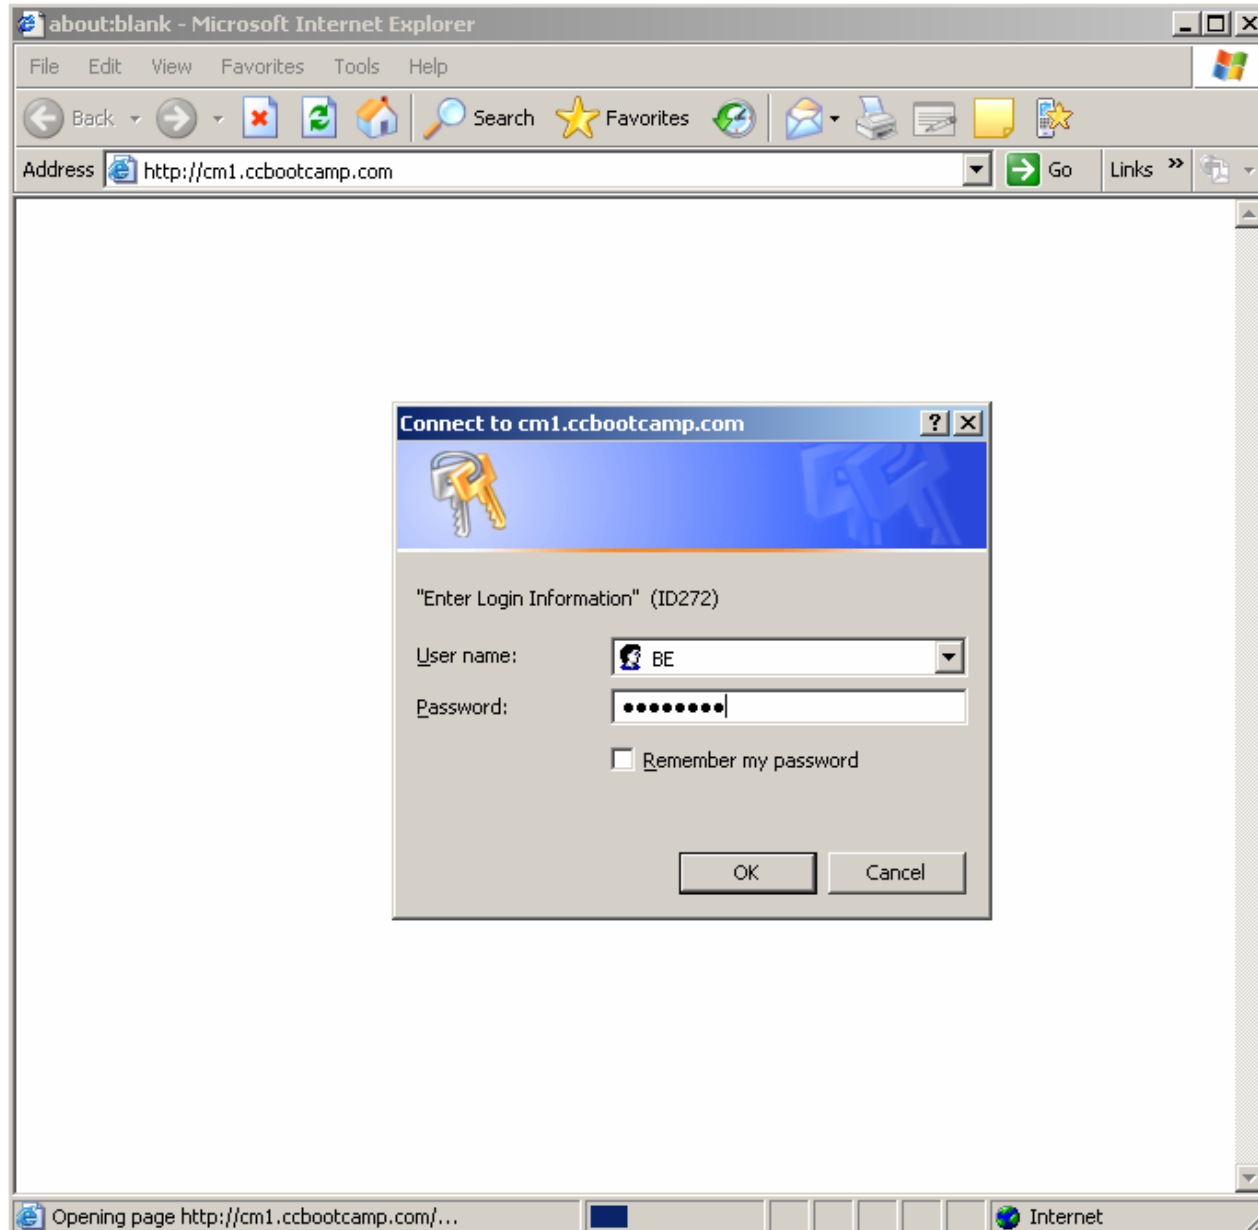 about:blank - Microsoft Internet Explorer
File Edit View Favorites Tools Help
Back Search Favorites
Address http://cm1.ccbootcamp.com Go Links »
Connect to cm1.ccbootcamp.com
"Enter Login Information" (ID272)
User name: BE
Password: ••••••••
Remember my password
OK Cancel
Opening page http://cm1.ccbootcamp.com/... Internet